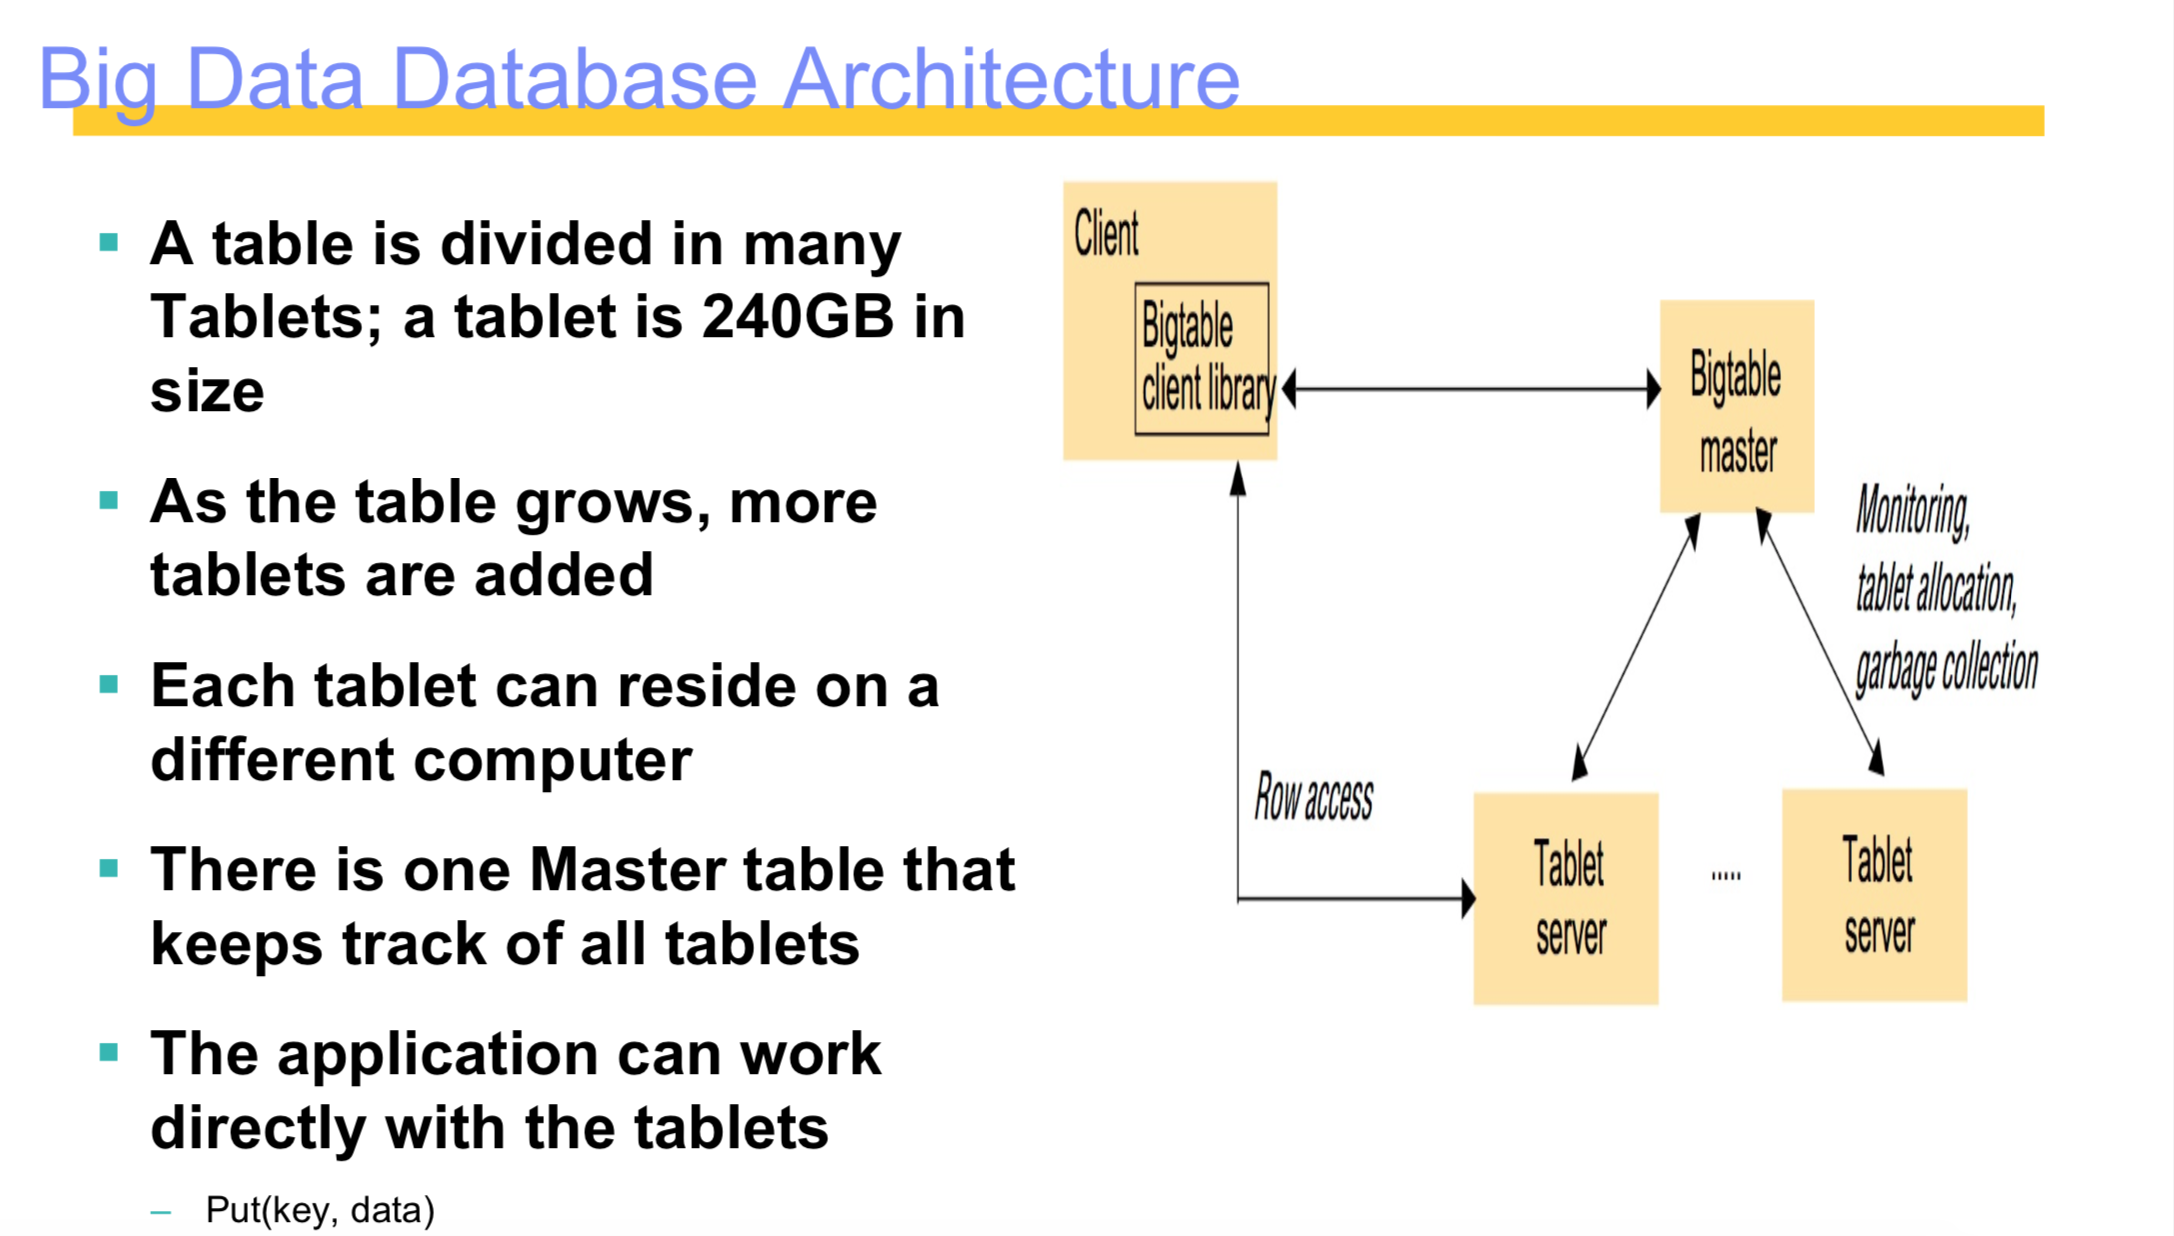 Big Data Database Architecture
A table is divided in many
Tablets; a tablet is 240GB in
size
As the table grows, more
tablets are added
Each tablet can reside on a
different computer
There is one Master table that
keeps track of all tablets
The application can work
directly with the tablets
– Put(key, data)
Client
Bigtable
client library
Bigtable
master
Monitoring,
tablet allocation,
garbage collection
Row access
Tablet
server
.....
Tablet
server